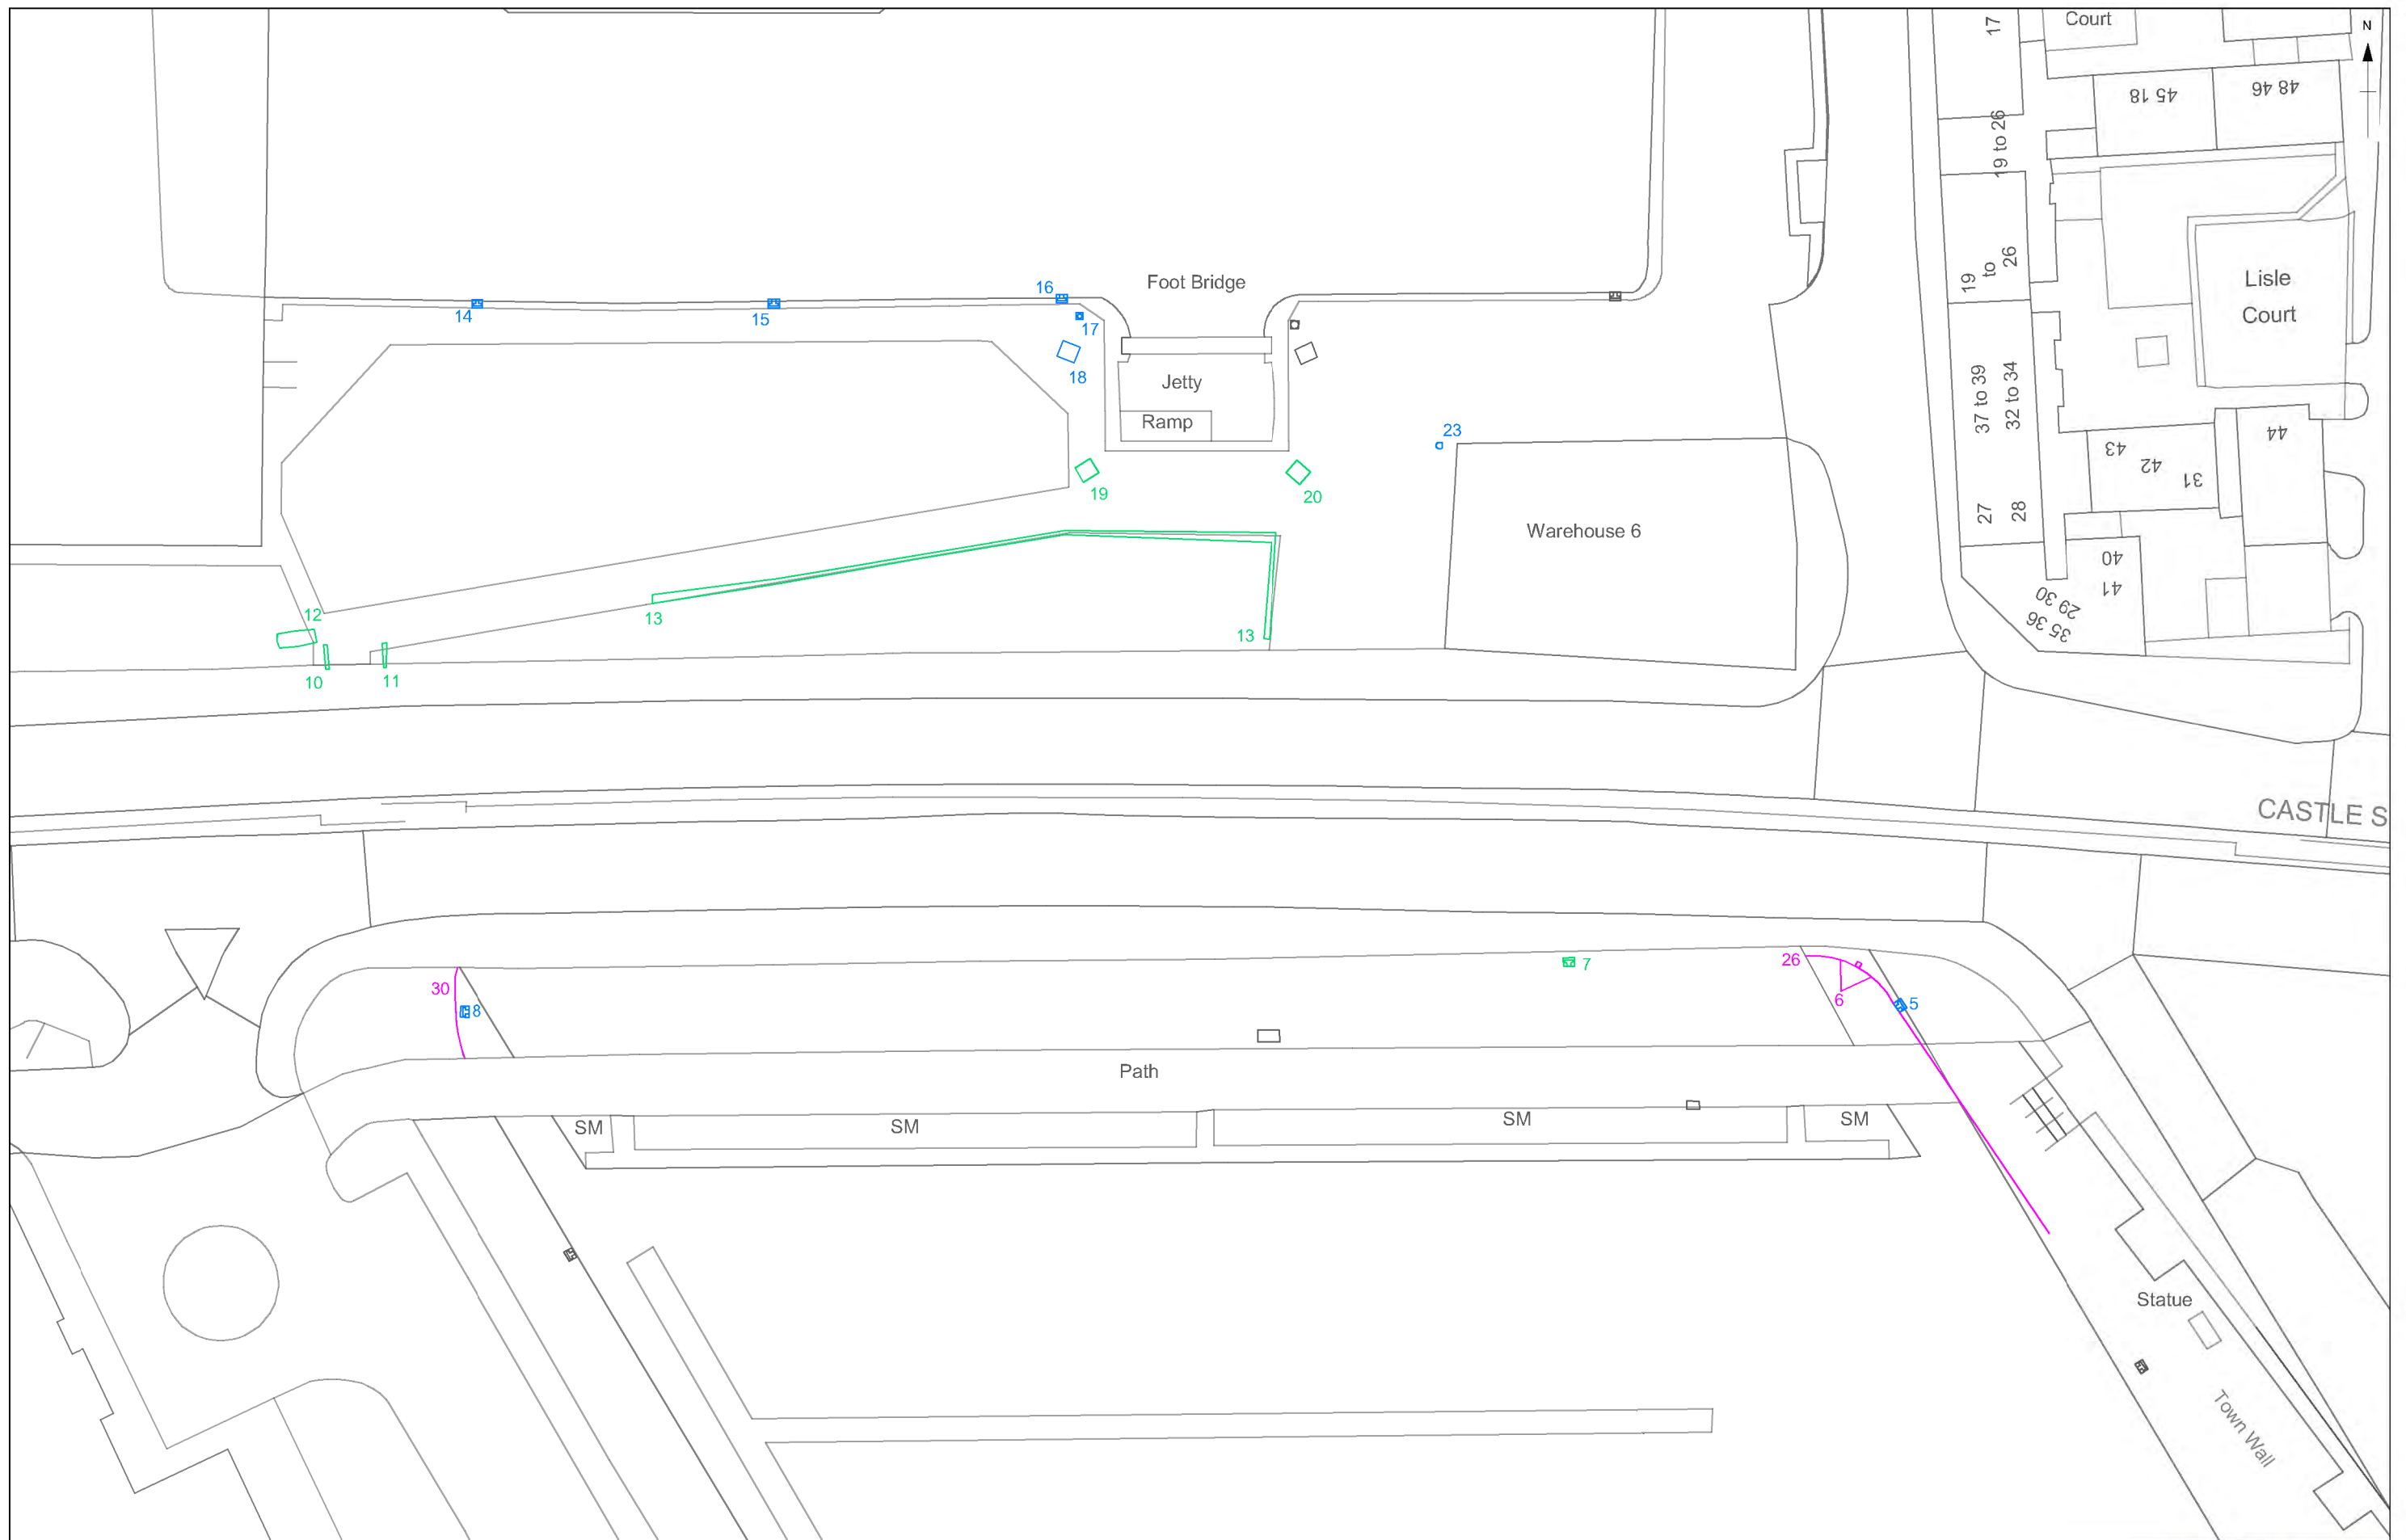 17
Court
N
45 18
48 46
19 to 26
Foot Bridge
16
14
15
17
18
19
to
26
Lisle
Court
Jetty
Ramp
23
37 to 39
32 to 34
43
42
31
44
19
20
Warehouse 6
27
28
40
41
29 30
35 36
12
13
13
10
11
CASTLE S
30
8
7
26
6
5
Path
SM
SM
SM
SM
Statue
Town Wall